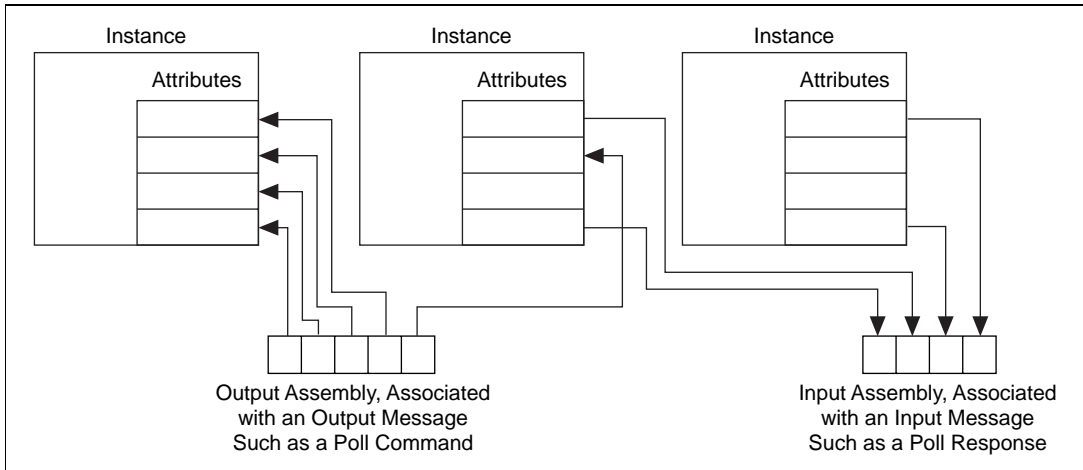 Instance
Attributes
Instance
Attributes
Instance
Attributes
Output Assembly, Associated
with an Output Message
Such as a Poll Command
Input Assembly, Associated
with an Input Message
Such as a Poll Response